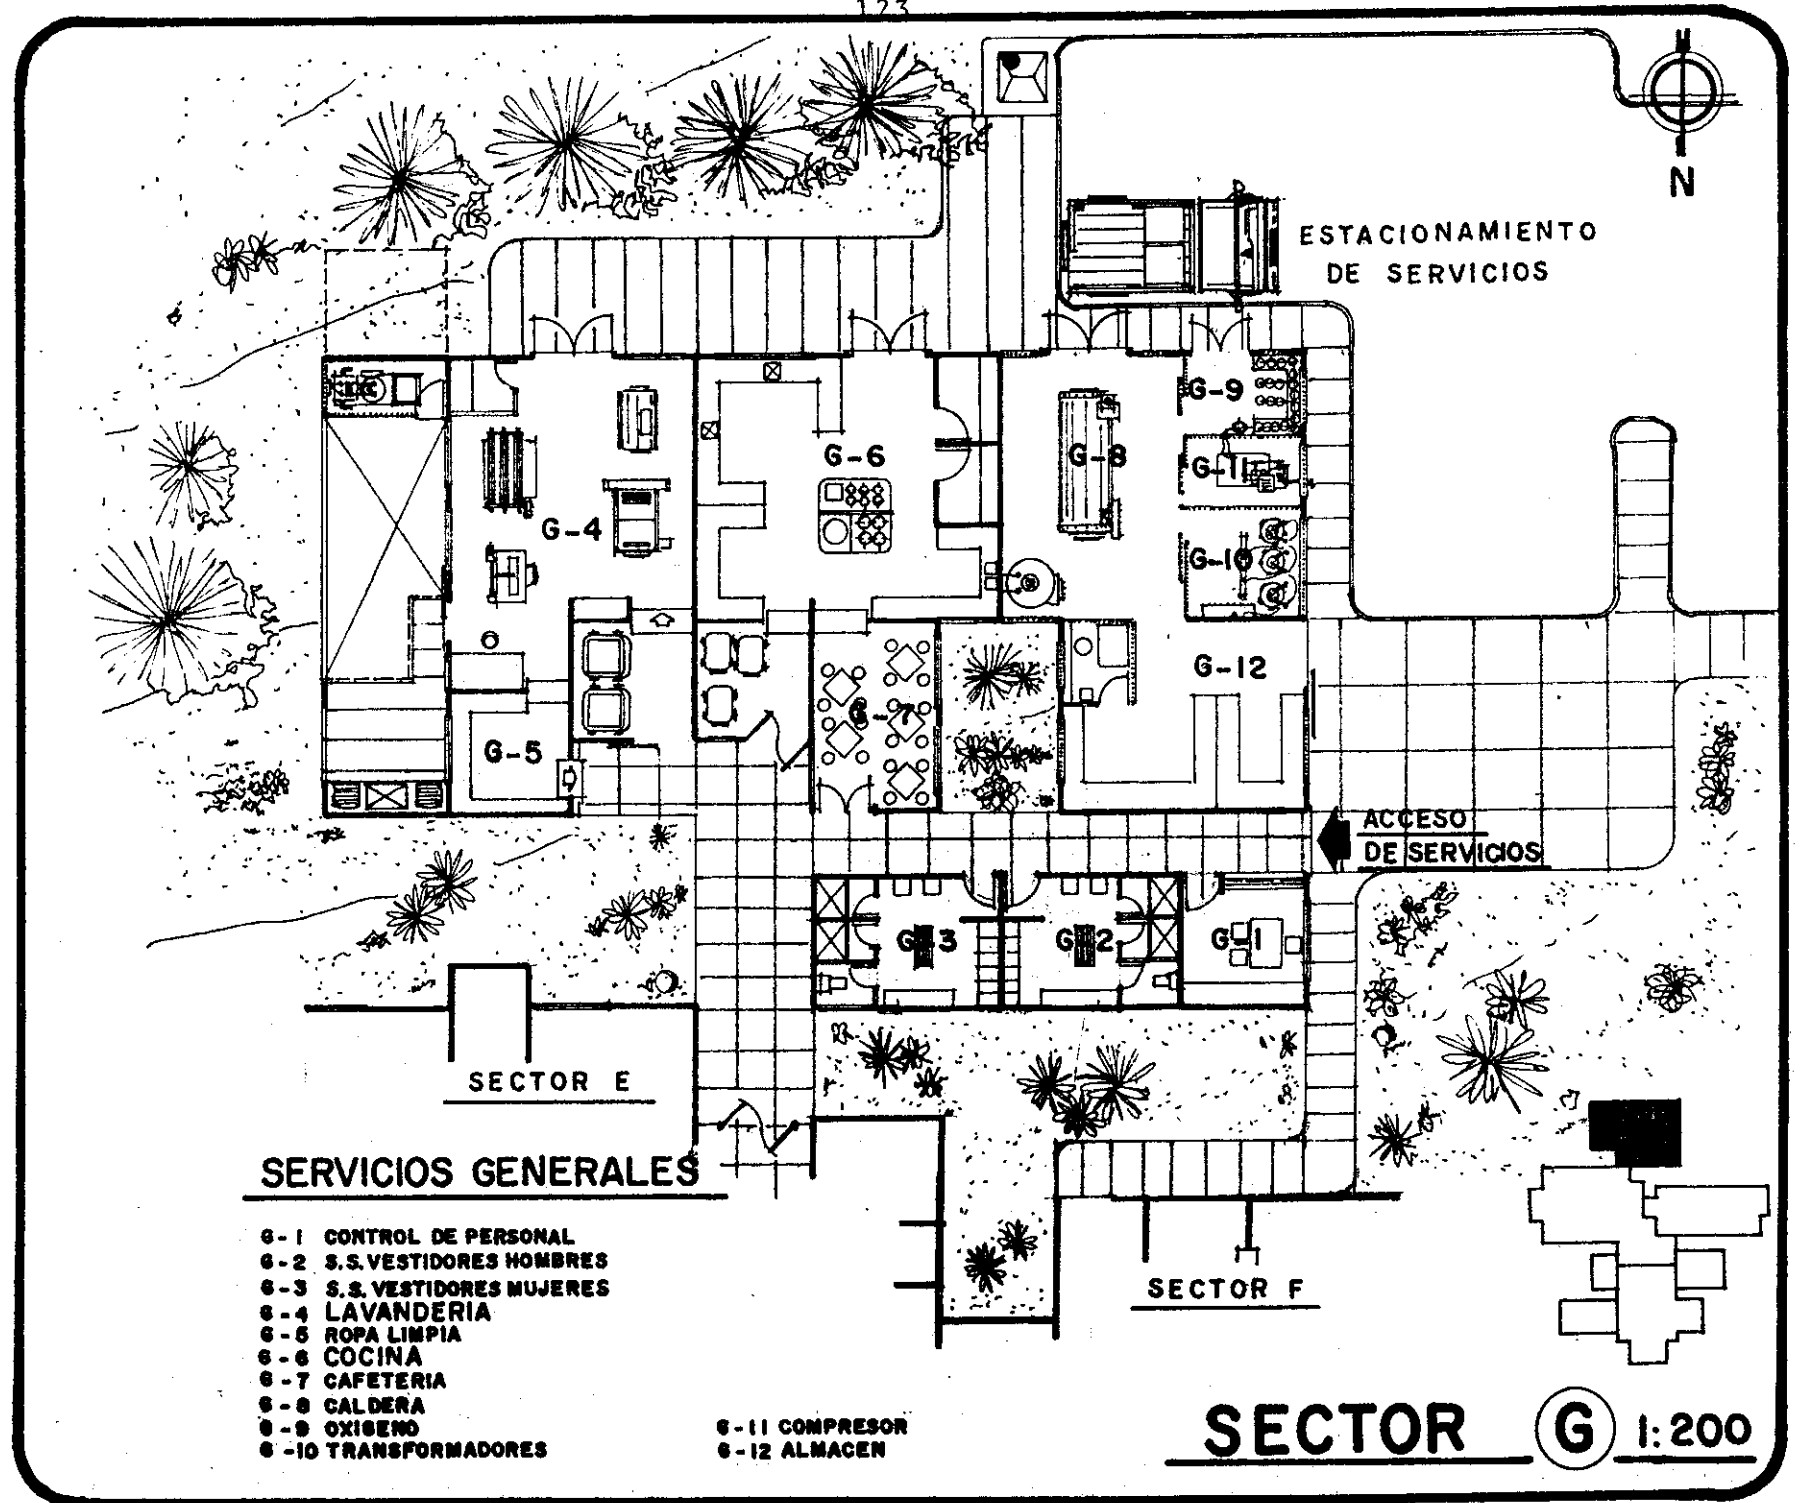 123
N
ESTACIONAMIENTO
DE SERVICIOS
G-9
G-6
G-8
G-11
G-4
G-10
G-12
G-7
G-5
ACCESO
DE SERVICIOS
G-3
G-2
G-1
SECTOR E
SERVICIOS GENERALES
G-1 CONTROL DE PERSONAL
G-2 S.S. VESTIDORES HOMBRES
G-3 S.S. VESTIDORES MUJERES
G-4 LAVANDERIA
G-5 ROPA LIMPIA
G-6 COCINA
G-7 CAFETERIA
G-8 CALDERA
G-9 OXIGENO
G-10 TRANSFORMADORES
G-11 COMPRESOR
G-12 ALMACEN
SECTOR F
SECTOR G 1:200